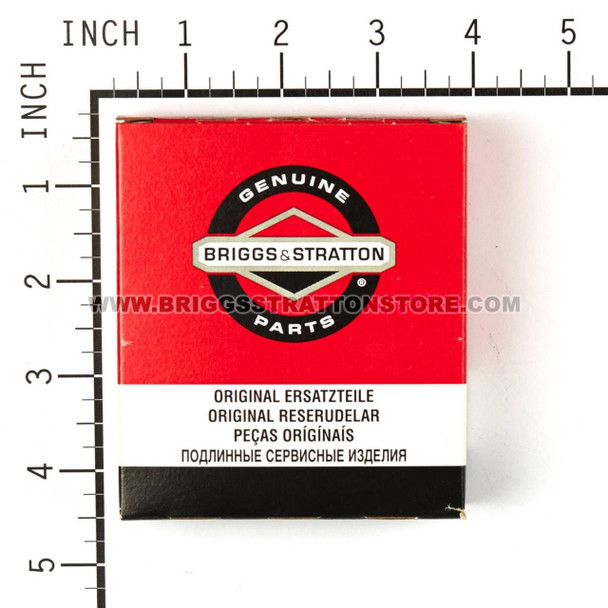 INCH 1 2 3 4 5
INCH
1
2
3
4
5
GENUINE
BRIGGS & STRATTON
®
PARTS
WWW.BRIGGSSTRATTONSTORE.COM
ORIGINAL ERSATZTEILE
ORIGINAL RESERUDELAR
PEÇAS ORÍGÍNAÍS
ПОДЛИННЫЕ СЕРВИСНЫЕ ИЗДЕЛИЯ